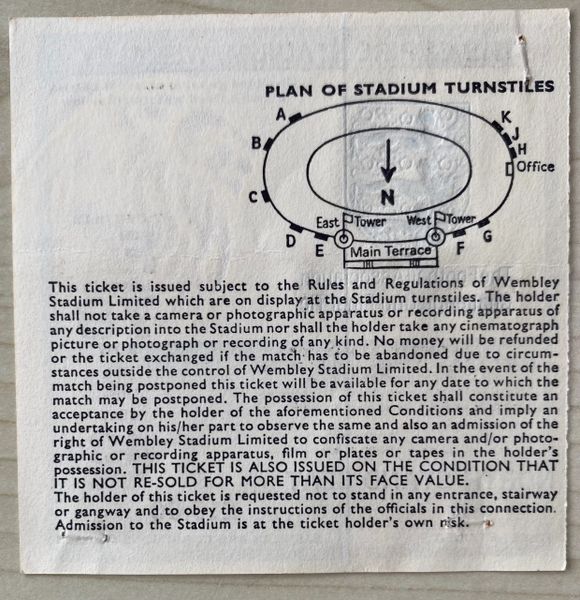 PLAN OF STADIUM TURNSTILES
A
K
J
B
H
Office
N
C
East Tower
West Tower
D
E
Main Terrace
F
G
This ticket is issued subject to the Rules and Regulations of Wembley
Stadium Limited which are on display at the Stadium turnstiles. The holder
shall not take a camera or photographic apparatus or recording apparatus of
any description into the Stadium nor shall the holder take any cinematograph
picture or photograph or recording of any kind. No money will be refunded
or the ticket exchanged if the match has to be abandoned due to circum-
stances outside the control of Wembley Stadium Limited. In the event of the
match being postponed this ticket will be available for any date to which the
match may be postponed. The possession of this ticket shall constitute an
acceptance by the holder of the aforementioned Conditions and imply an
undertaking on his/her part to observe the same and also an admission of the
right of Wembley Stadium Limited to confiscate any camera and/or photo-
graphic or recording apparatus, film or plates or tapes in the holder's
possession. THIS TICKET IS ALSO ISSUED ON THE CONDITION THAT
IT IS NOT RE-SOLD FOR MORE THAN ITS FACE VALUE.
The holder of this ticket is requested not to stand in any entrance, stairway
or gangway and to obey the instructions of the officials in this connection.
Admission to the Stadium is at the ticket holder's own risk.